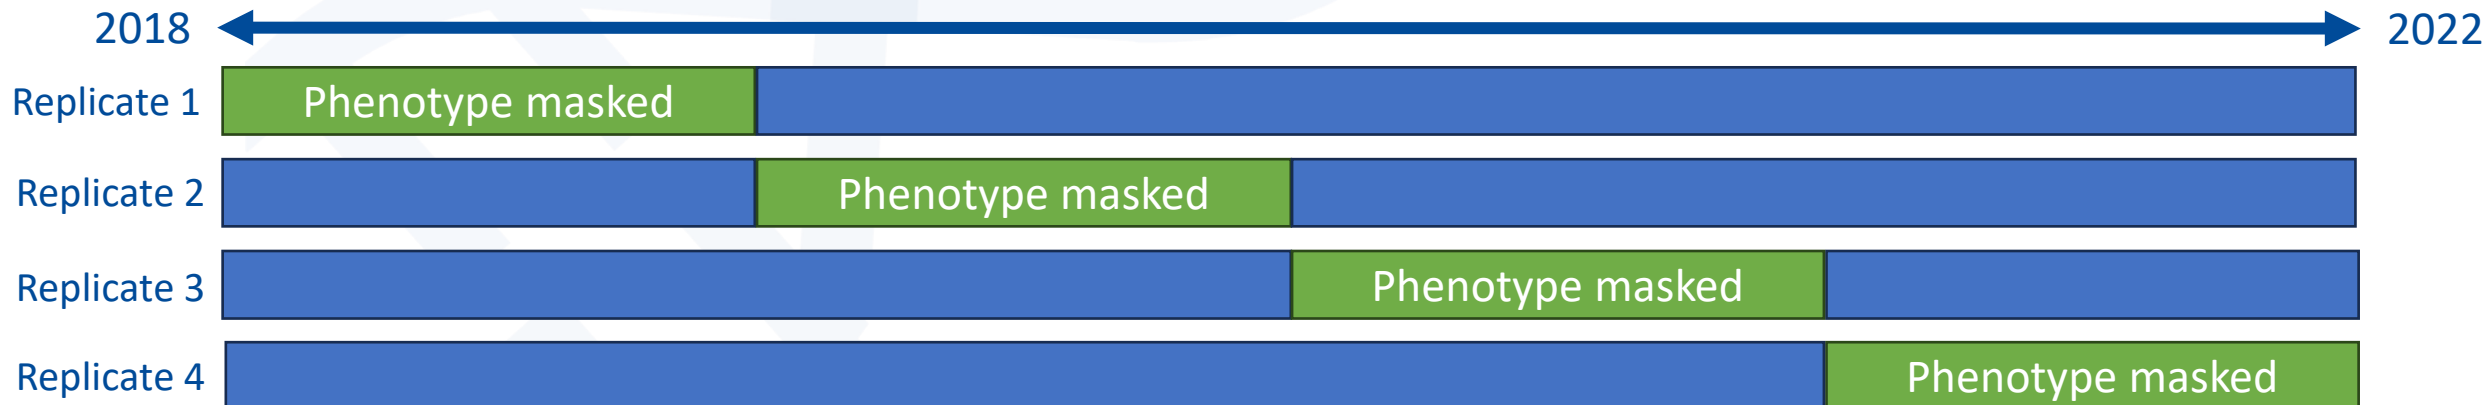 2018 2022
Replicate 1 Phenotype masked
Replicate 2 Phenotype masked
Replicate 3 Phenotype masked
Replicate 4 Phenotype masked